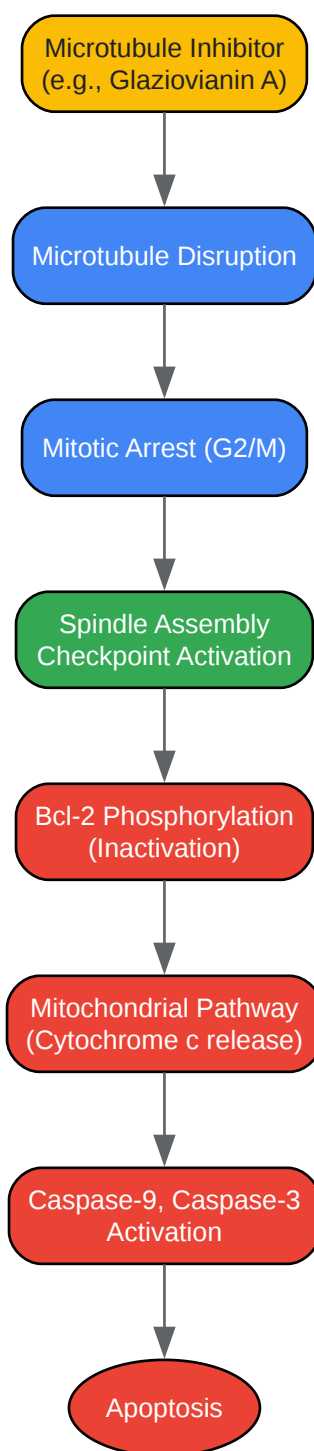 Microtubule Inhibitor
(e.g., Glaziovianin A)
Microtubule Disruption
Mitotic Arrest (G2/M)
Spindle Assembly
Checkpoint Activation
Bcl-2 Phosphorylation
(Inactivation)
Mitochondrial Pathway
(Cytochrome c release)
Caspase-9, Caspase-3
Activation
Apoptosis